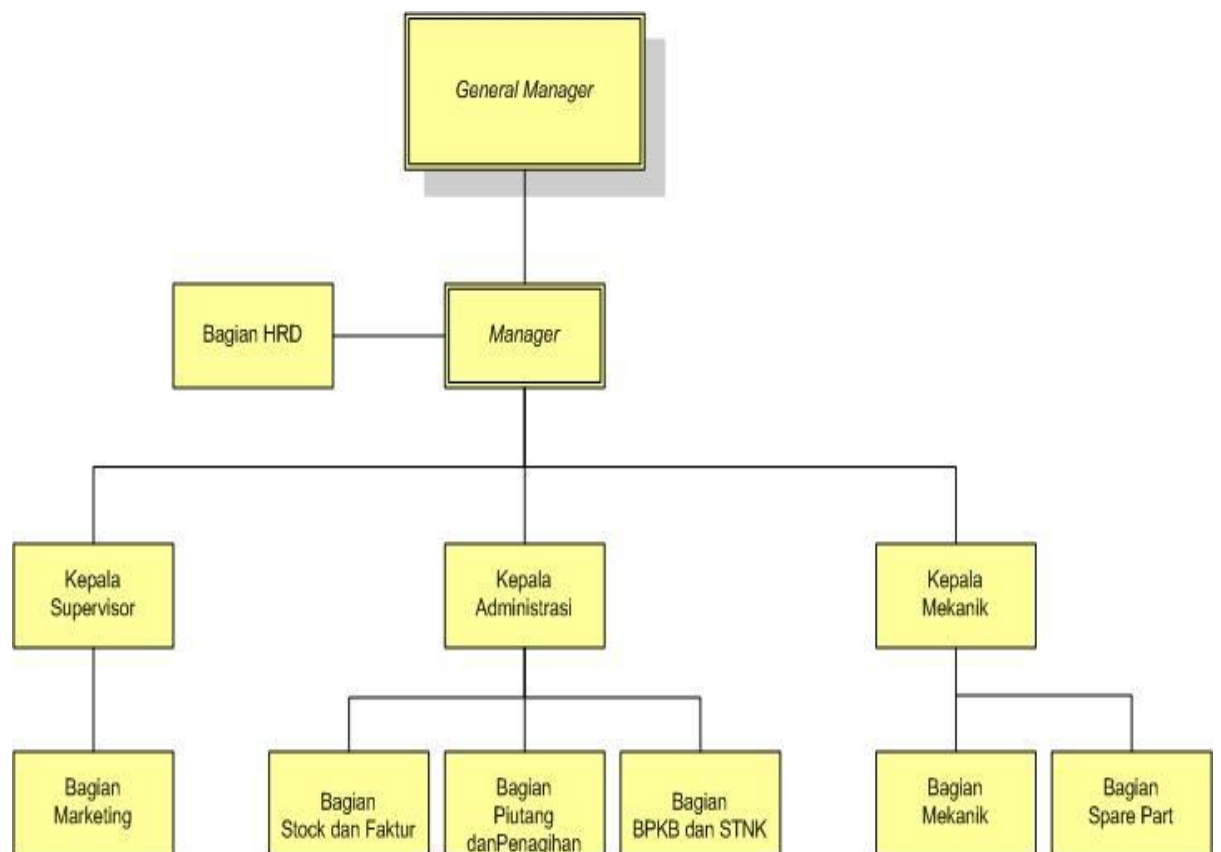 General Manager
Bagian HRD
Manager
Kepala
Supervisor
Kepala
Administrasi
Kepala
Mekanik
Bagian
Marketing
Bagian
Stock dan Faktur
Bagian
Piutang
danPenagihan
Bagian
BPKB dan STNK
Bagian
Mekanik
Bagian
Spare Part